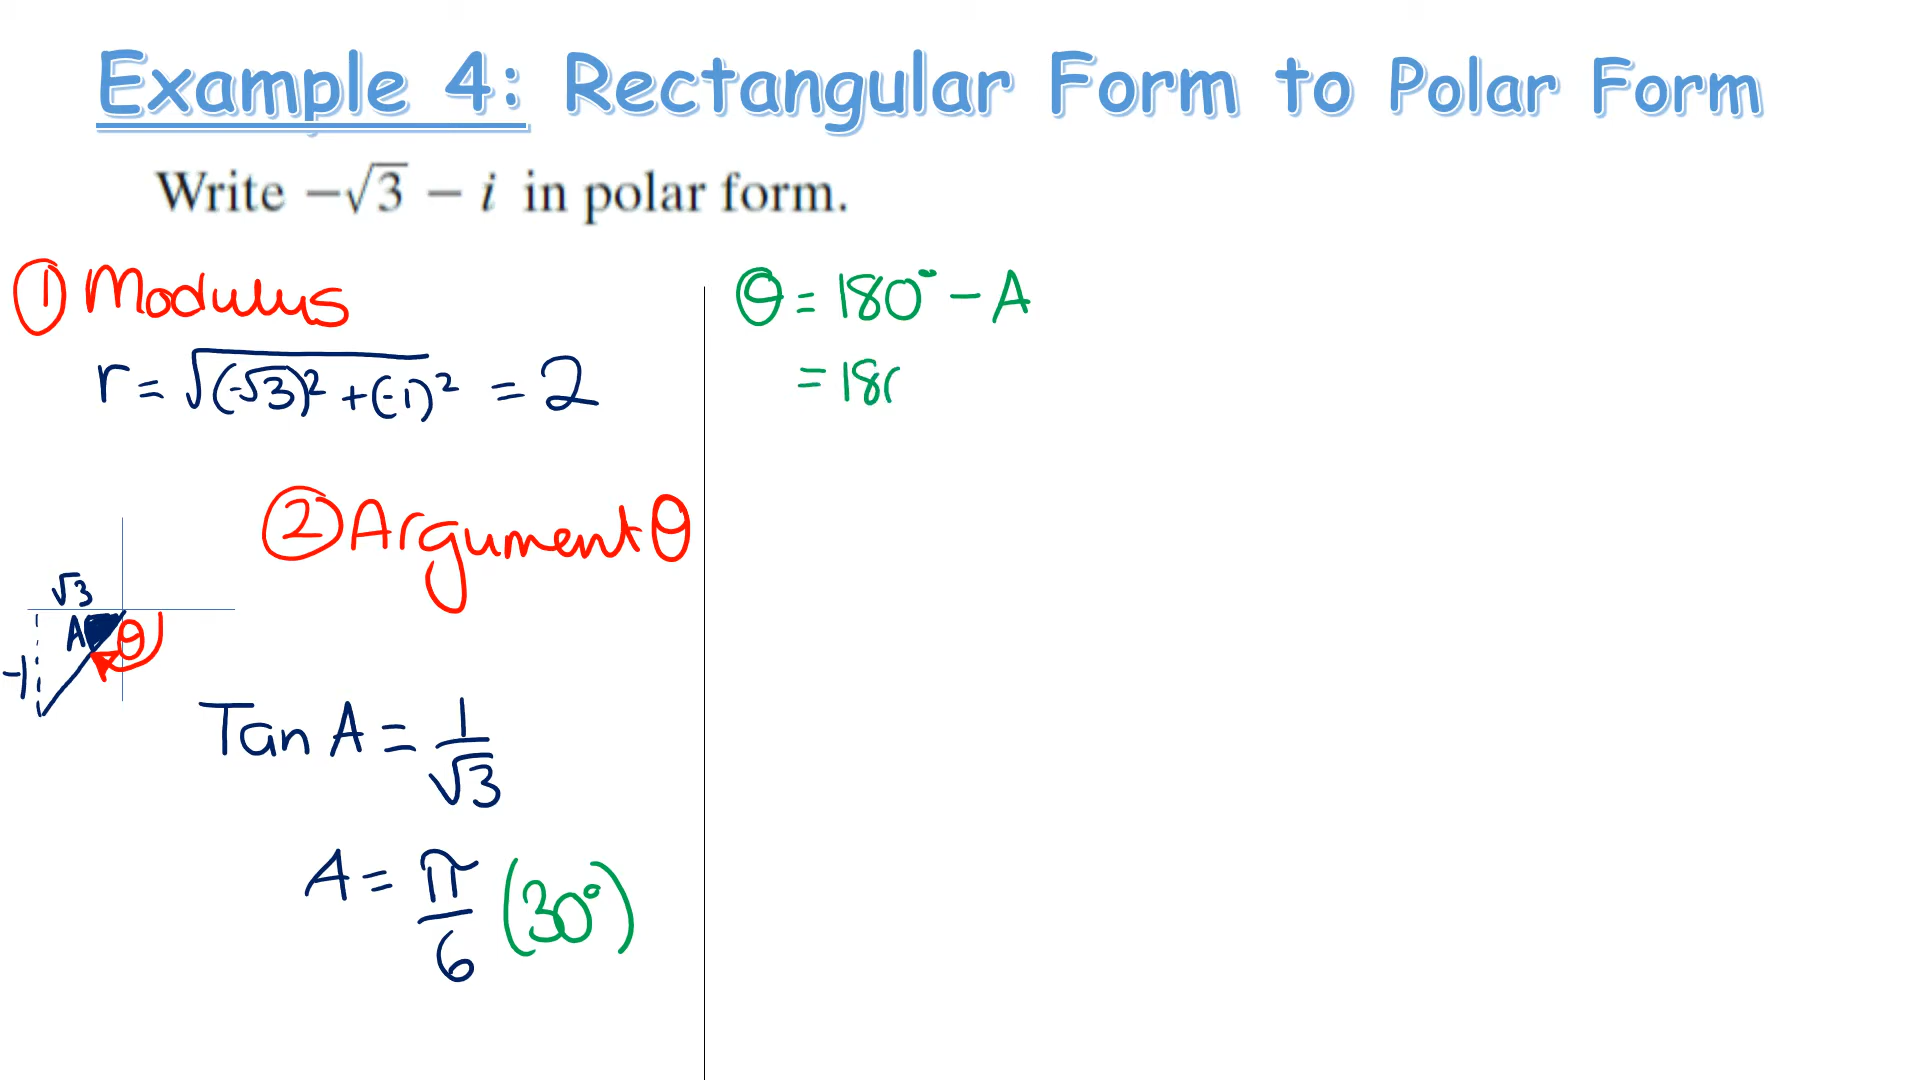 Example 4: Rectangular Form to Polar Form
Write −√3 − i in polar form.
① Modulus
r = √(-√3)² + (-1)² = 2
② Argument θ
√3
A θ
-1
Tan A = 1/√3
A = π/6 (30°)
θ = 180° − A
= 180